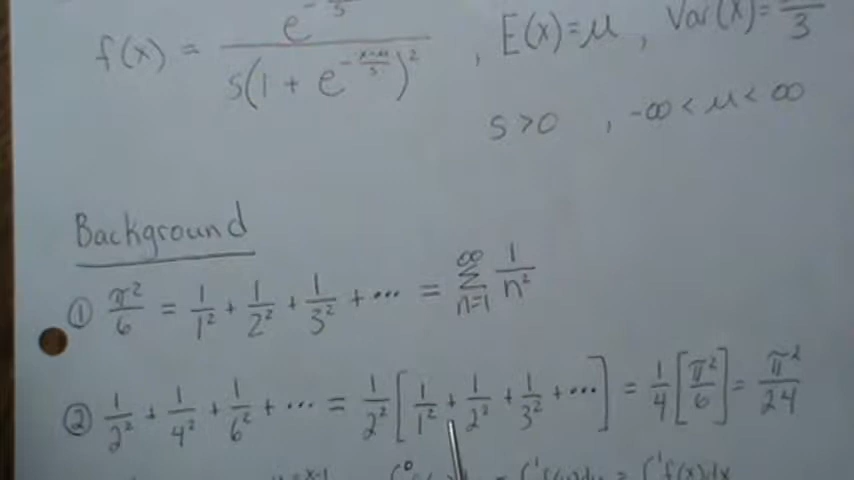 f(x) = e^- / s(1 + e^-(x-μ)/s)^2 , E(x)=μ , Var(x)= /3
s>0 , -∞ < μ < ∞
Background
① π²/6 = 1/1² + 1/2² + 1/3² + ... = ∑_{n=1}^{∞} 1/n²
② 1/2² + 1/4² + 1/6² + ... = 1/2² [ 1/1² + 1/2² + 1/3² + ... ] = 1/4 [ π²/6 ] = π²/24